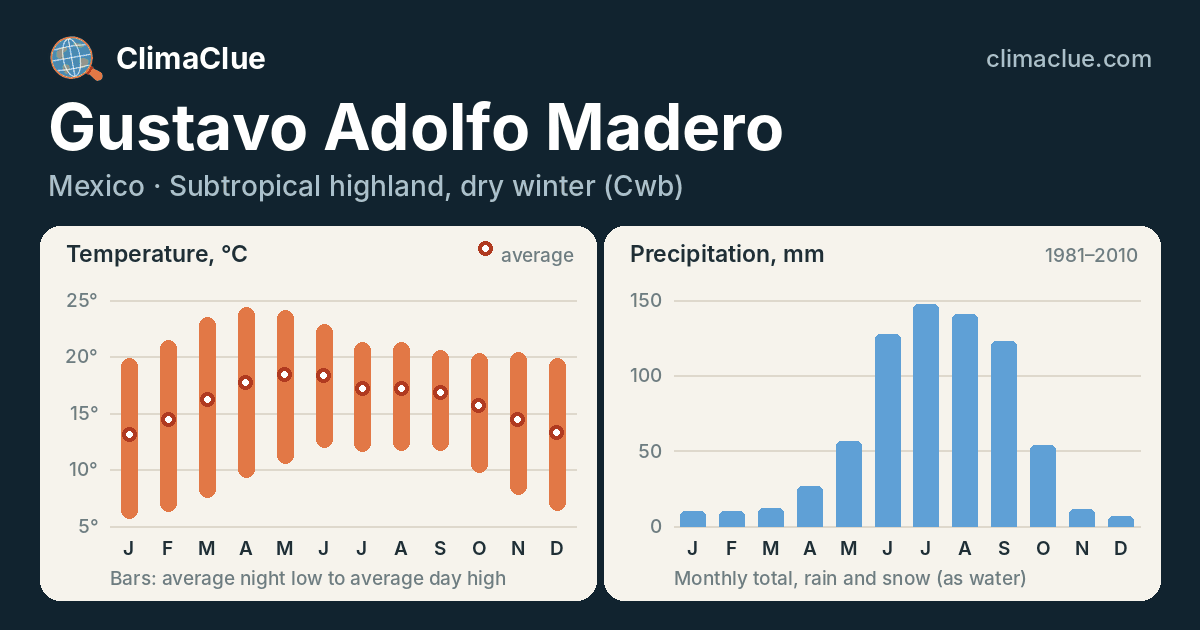 ClimaClue
climaclue.com
Gustavo Adolfo Madero
Mexico · Subtropical highland, dry winter (Cwb)
Temperature, °C
average
25°
20°
15°
10°
5°
J F M A M J J A S O N D
Bars: average night low to average day high
Precipitation, mm
1981–2010
150
100
50
0
J F M A M J J A S O N D
Monthly total, rain and snow (as water)